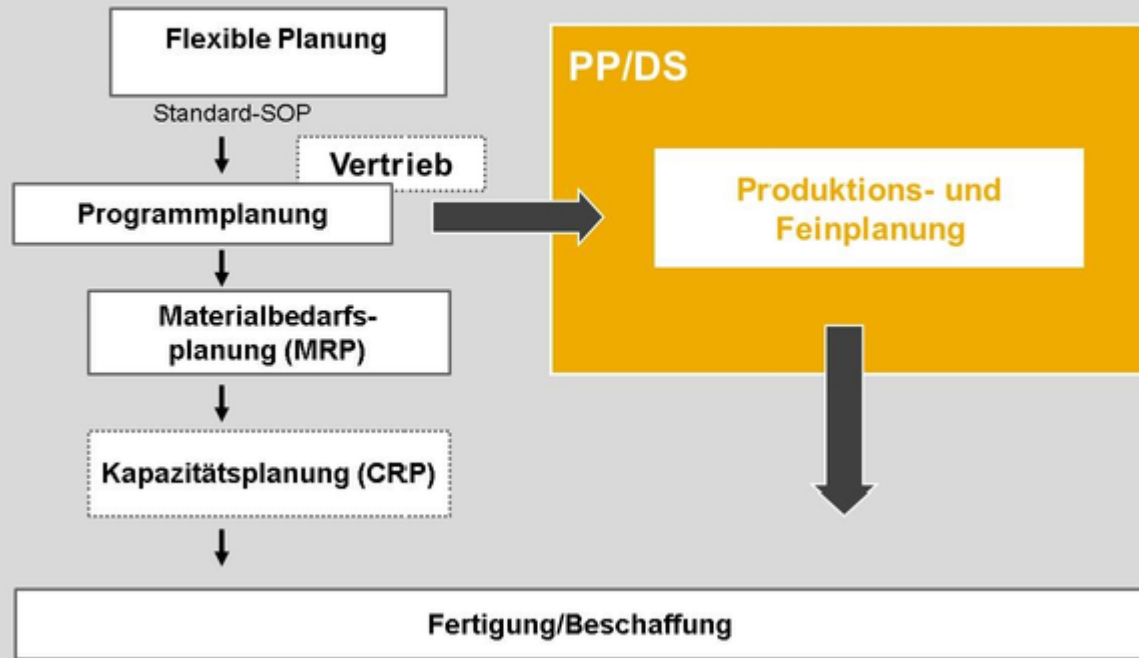 Flexible Planung
Standard-SOP
Vertrieb
Programmplanung
Materialbedarfs-
planung (MRP)
Kapazitätsplanung (CRP)
PP/DS
Produktions- und
Feinplanung
Fertigung/Beschaffung